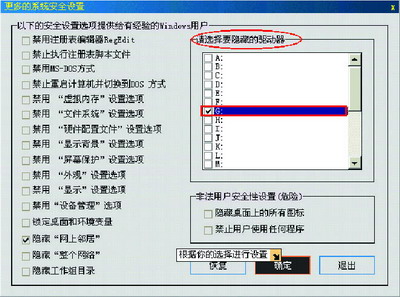 更多的系统安全设置
以下的安全设置选项提供给有经验的Windows用户
禁用注册表编辑器RegEdit
禁止执行注册表脚本文件
禁用MS-DOS方式
禁止重启计算机并切换到DOS 方式
禁用 “虚拟内存” 设置选项
禁用 “文件系统” 设置选项
禁用 “硬件配置文件” 设置选项
禁用 “显示背景” 设置选项
禁用 “屏幕保护” 设置选项
禁用 “外观” 设置选项
禁用 “显示” 设置选项
禁用 “设备管理” 选项
锁定桌面和环境变量
隐藏 “网上邻居”
隐藏 “整个网络”
隐藏工作组目录
请选择要隐藏的驱动器
A:
B:
C:
D:
E:
F:
G:
H:
I:
J:
K:
L:
M:
非法用户安全性设置(危险)
隐藏桌面上的所有图标
禁止用户使用任何程序
根据你的选择进行设置
恢复
确定
退出